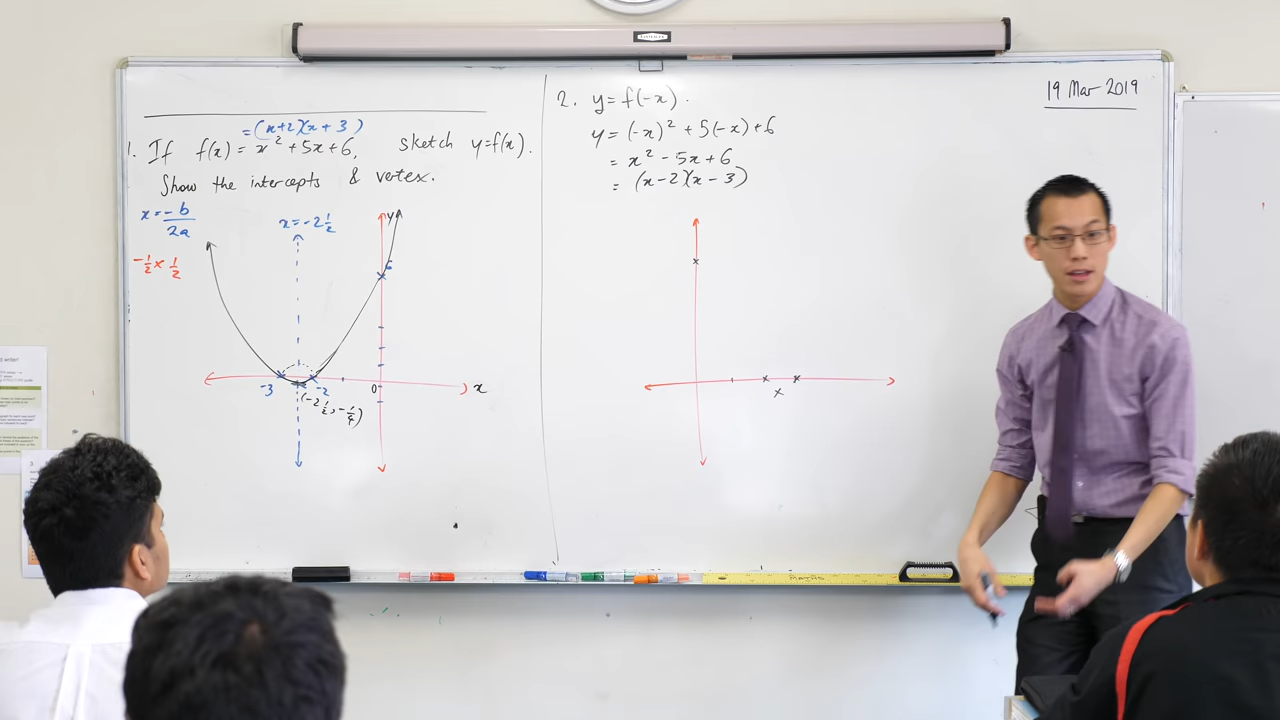 19 Mar 2019
= (x+2)(x+3)
1. If f(x) = x² + 5x + 6, sketch y = f(x).
Show the intercepts & vertex.
x = -b/2a
-½ × ½
x = -2½
y
6
-3
-2
0
x
(-2½, -¼)
2. y = f(-x).
y = (-x)² + 5(-x) + 6
= x² - 5x + 6
= (x-2)(x-3)
MATHS